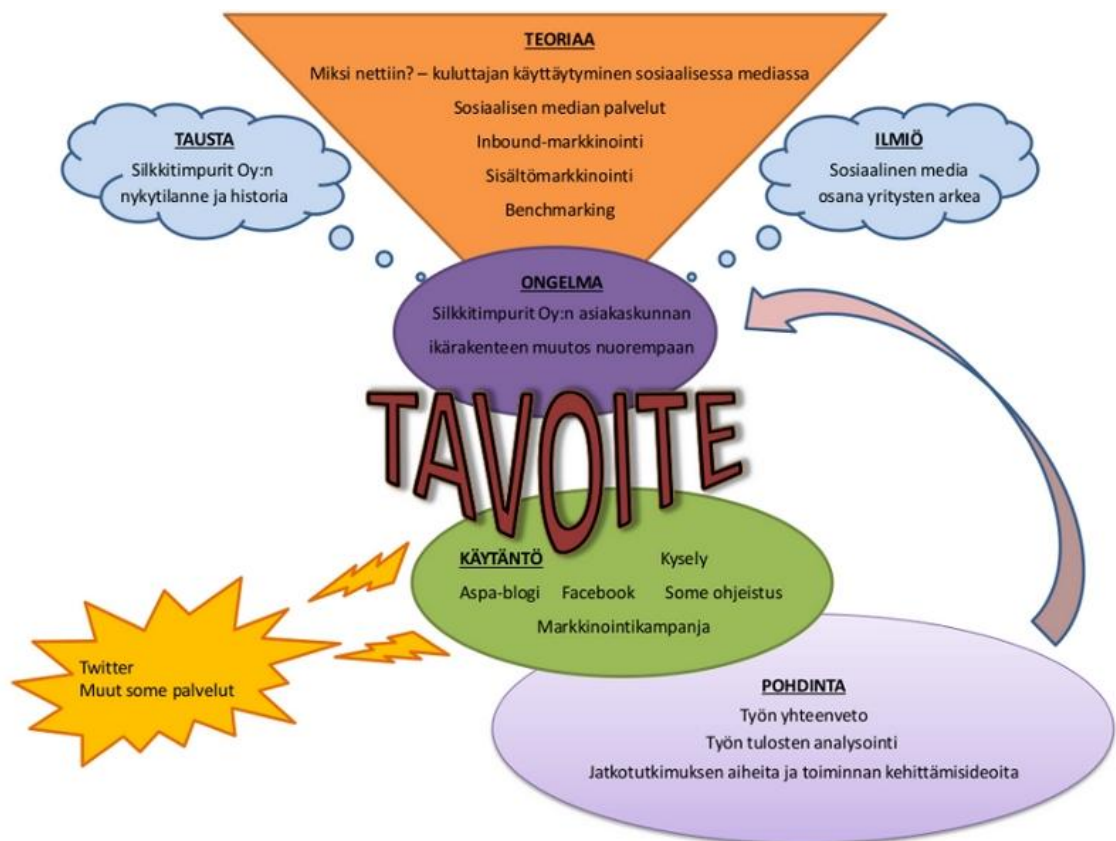 TEORIAA
Miksi nettiin? – kuluttajan käyttäytyminen sosiaalisessa mediassa
Sosiaalisen median palvelut
Inbound-markkinointi
Sisältömarkkinointi
Benchmarking
TAUSTA
Silkkitimpurit Oy:n
nykytilanne ja historia
ILMIÖ
Sosiaalinen media
osana yritysten arkea
ONGELMA
Silkkitimpurit Oy:n asiakaskunnan
ikärakenteen muutos nuorempaan
TAVOITE
KÄYTÄNTÖ Kysely
Aspa-blogi Facebook Some ohjeistus
Markkinointikampanja
Twitter
Muut some palvelut
POHDINTA
Työn yhteenveto
Työn tulosten analysointi
Jatkotutkimuksen aiheita ja toiminnan kehittämisideoita